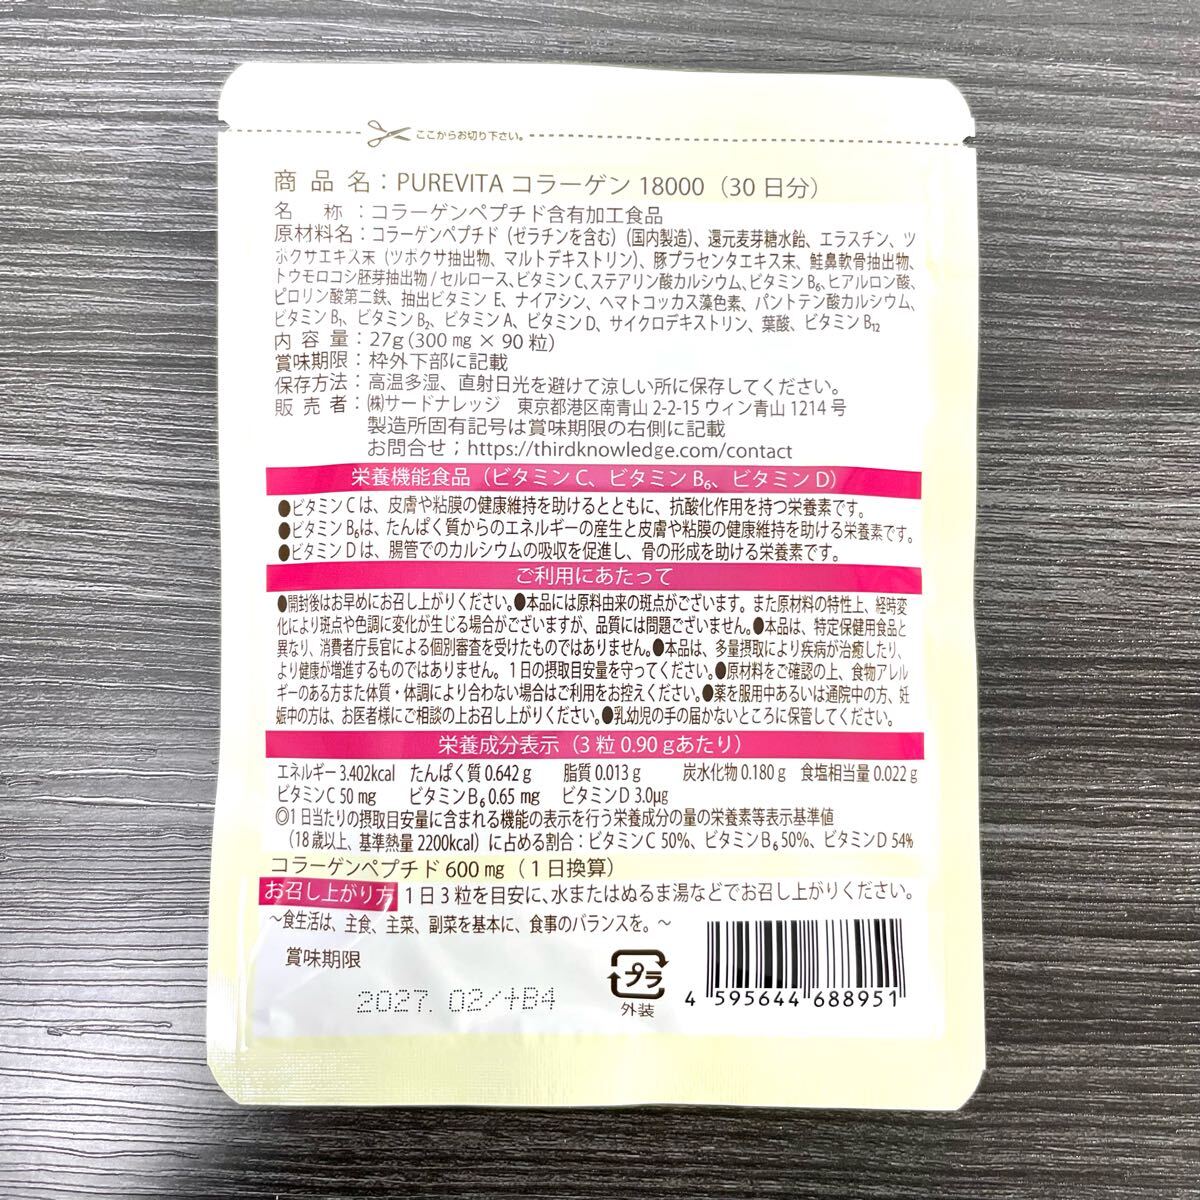 ここからお切り下さい。
商品名：PUREVITA コラーゲン 18000（30 日分）
名称：コラーゲンペプチド含有加工食品
原材料名：コラーゲンペプチド（ゼラチンを含む）（国内製造）、還元麦芽糖水飴、エラスチン、ツ
ボクサエキス末（ツボクサ抽出物、マルトデキストリン）、豚プラセンタエキス末、鮭鼻軟骨抽出物、
トウモロコシ胚芽抽出物 / セルロース、ビタミン C、ステアリン酸カルシウム、ビタミン B₆、ヒアルロン酸、
ピロリン酸第二鉄、抽出ビタミン E、ナイアシン、ヘマトコッカス藻色素、パントテン酸カルシウム、
ビタミン B₁、ビタミン B₂、ビタミン A、ビタミン D、サイクロデキストリン、葉酸、ビタミン B₁₂
内容量：27g (300 ㎎ × 90 粒)
賞味期限：枠外下部に記載
保存方法：高温多湿、直射日光を避けて涼しい所に保存してください。
販売者：㈱サードナレッジ　東京都港区南青山 2-2-15 ウィン青山 1214 号
製造所固有記号は賞味期限の右側に記載
お問合せ；https://thirdknowledge.com/contact
栄養機能食品（ビタミン C、ビタミン B₆、ビタミン D）
●ビタミン C は、皮膚や粘膜の健康維持を助けるとともに、抗酸化作用を持つ栄養素です。
●ビタミン B₆は、たんぱく質からのエネルギーの産生と皮膚や粘膜の健康維持を助ける栄養素です。
●ビタミン D は、腸管でのカルシウムの吸収を促進し、骨の形成を助ける栄養素です。
ご利用にあたって
●開封後はお早めにお召し上がりください。●本品には原料由来の斑点がございます。また原材料の特性上、経時変
化により斑点や色調に変化が生じる場合がございますが、品質には問題ございません。●本品は、特定保健用食品と
異なり、消費者庁長官による個別審査を受けたものではありません。●本品は、多量摂取により疾病が治癒したり、
より健康が増進するものではありません。1日の摂取目安量を守ってください。●原材料をご確認の上、食物アレル
ギーのある方また体質・体調により合わない場合はご利用をお控えください。●薬を服用中あるいは通院中の方、妊
娠中の方は、お医者様にご相談の上お召し上がりください。●乳幼児の手の届かないところに保管してください。
栄養成分表示（3 粒 0.90 gあたり）
エネルギー 3.402kcal　たんぱく質 0.642 g　脂質 0.013 g　炭水化物 0.180 g　食塩相当量 0.022 g
ビタミン C 50 mg　ビタミン B₆ 0.65 mg　ビタミン D 3.0μg
◎1 日当たりの摂取目安量に含まれる機能の表示を行う栄養成分の量の栄養素等表示基準値
（18 歳以上、基準熱量 2200kcal）に占める割合：ビタミン C 50%、ビタミン B₆ 50%、ビタミン D 54%
コラーゲンペプチド 600 ㎎（1 日換算）
お召し上がり方 1 日 3 粒を目安に、水またはぬるま湯などでお召し上がりください。
～食生活は、主食、主菜、副菜を基本に、食事のバランスを。～
賞味期限
2027. 02/+B4
プラ
外装
4 595644 688951